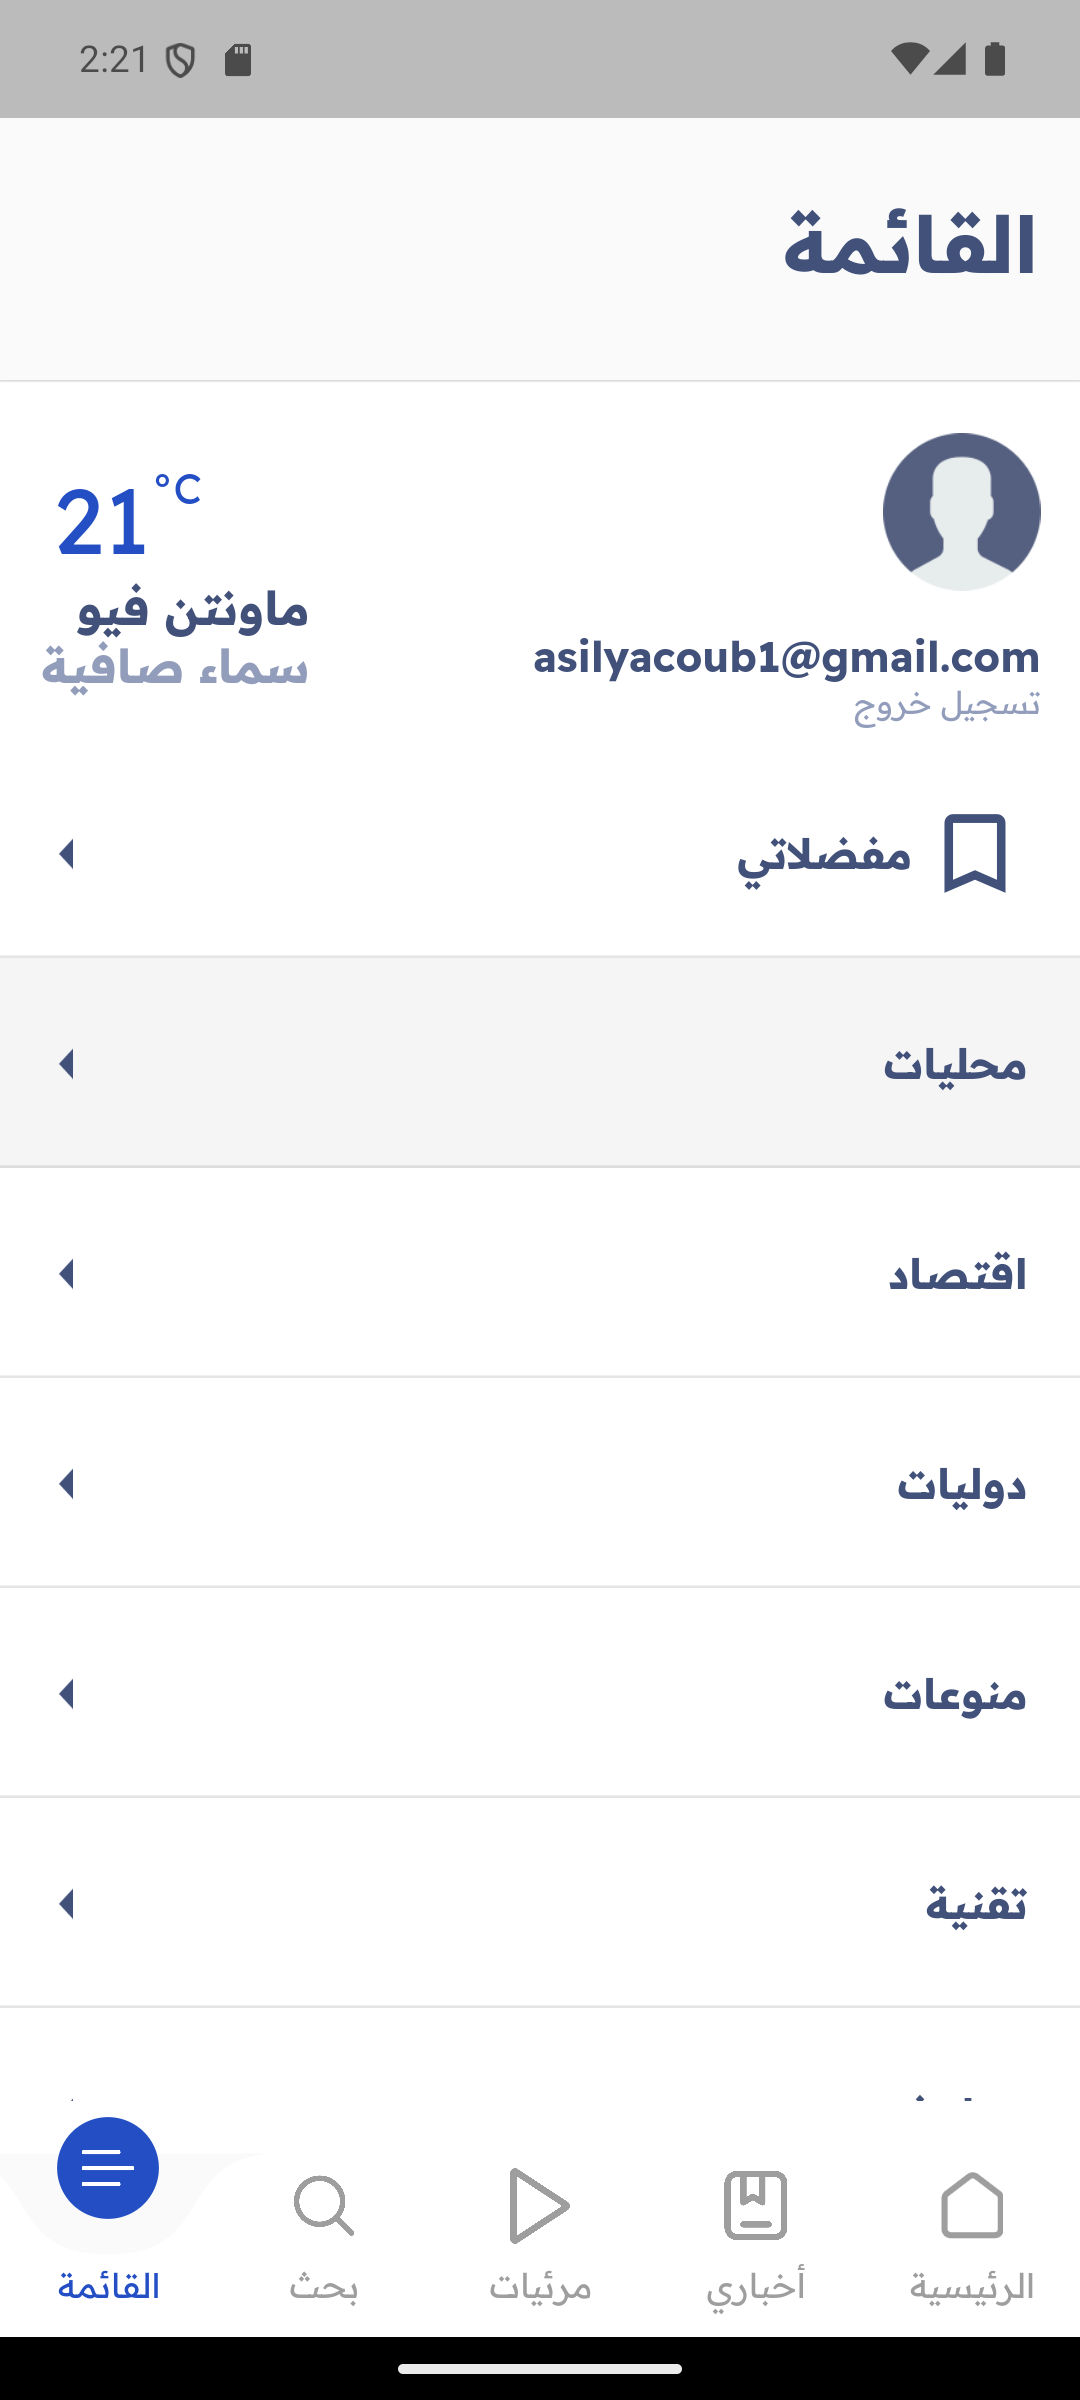 2:21
القائمة
21 °C
ماونتن فيو
سماء صافية
asilyacoub1@gmail.com
تسجيل خروج
مفضلاتي
محليات
اقتصاد
دوليات
منوعات
تقنية
الرئيسية
أخباري
مرئيات
بحث
القائمة